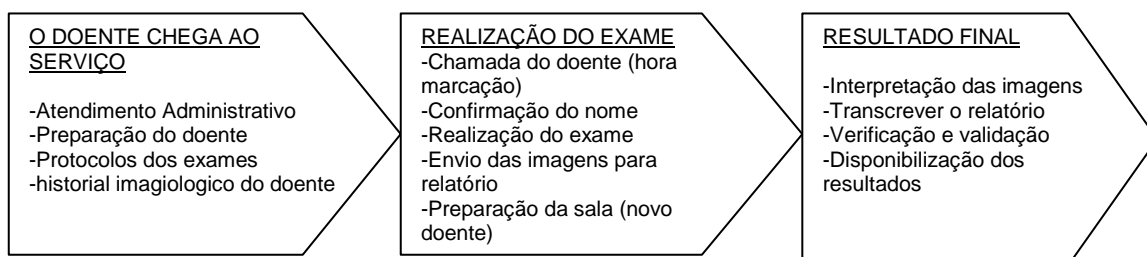 O DOENTE CHEGA AO
SERVIÇO
-Atendimento Administrativo
-Preparação do doente
-Protocolos dos exames
-historial imagiologico do doente
REALIZAÇÃO DO EXAME
-Chamada do doente (hora
marcação)
-Confirmação do nome
-Realização do exame
-Envio das imagens para
relatório
-Preparação da sala (novo
doente)
RESULTADO FINAL
-Interpretação das imagens
-Transcrever o relatório
-Verificação e validação
-Disponibilização dos
resultados